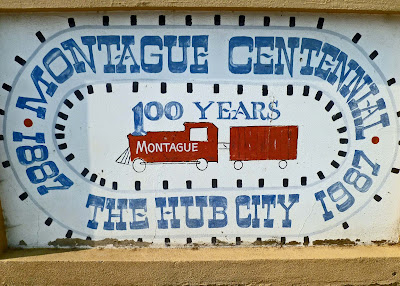 MONTAGUE CENTENNIAL
100 YEARS
MONTAGUE
1887
1987
THE HUB CITY